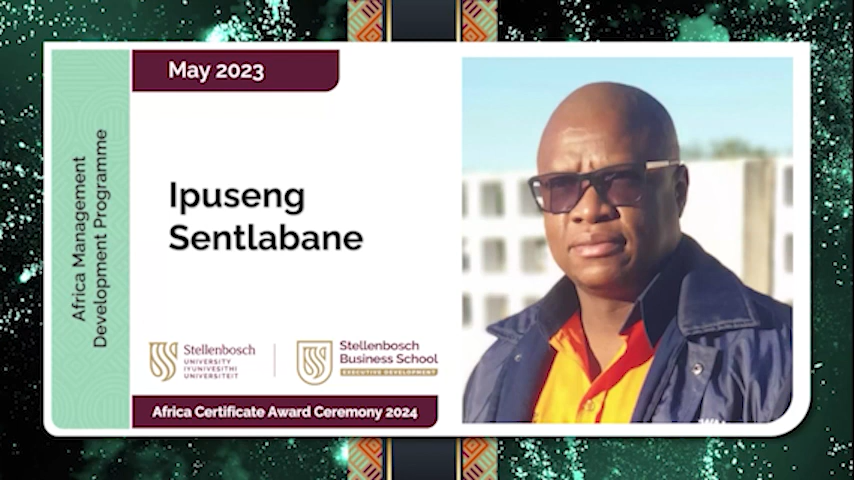 May 2023
Africa Management
Development Programme
Ipuseng
Sentlabane
Stellenbosch
UNIVERSITY
IYUNIVESITHI
UNIVERSITEIT
Stellenbosch
Business School
EXECUTIVE DEVELOPMENT
Africa Certificate Award Ceremony 2024